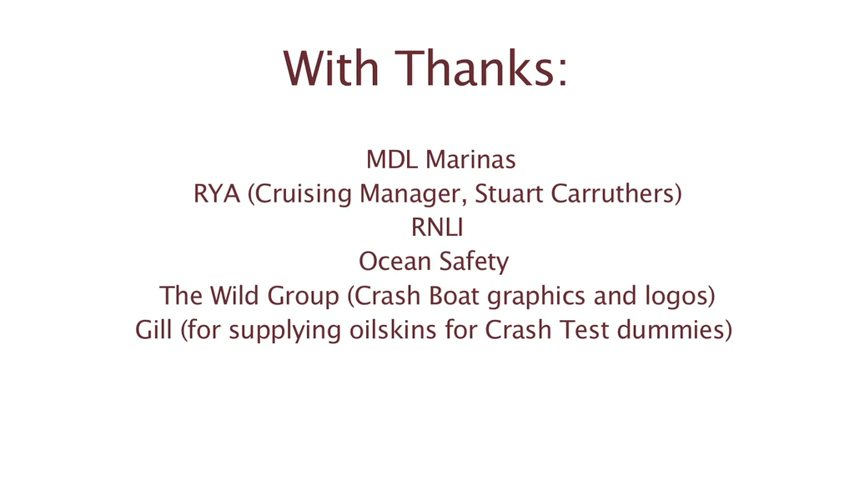 With Thanks:
MDL Marinas
RYA (Cruising Manager, Stuart Carruthers)
RNLI
Ocean Safety
The Wild Group (Crash Boat graphics and logos)
Gill (for supplying oilskins for Crash Test dummies)